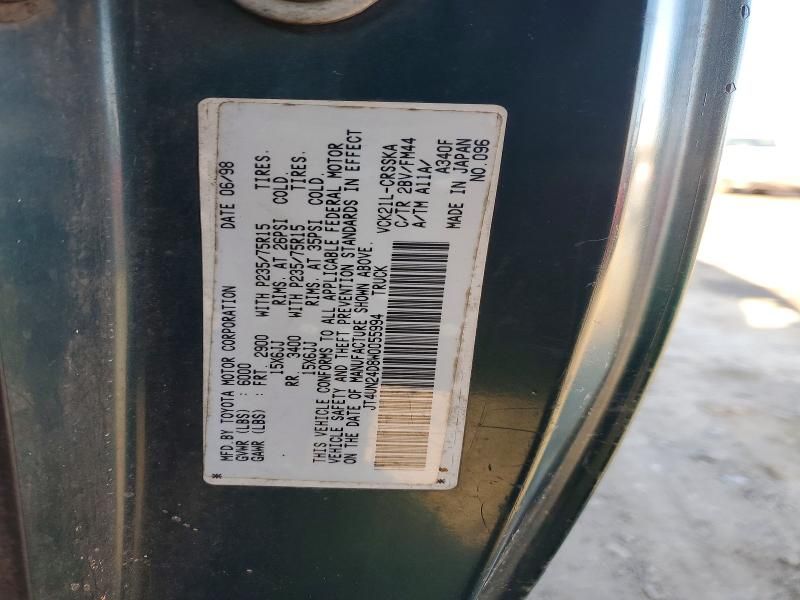 MFD BY TOYOTA MOTOR CORPORATION DATE 06/98
GVWR (LBS) : 6000
GAWR (LBS) : FRT. 2900 WITH P235/75R15 TIRES.
15X6JJ RIMS. AT 26PSI COLD.
RR. 3400 WITH P235/75R15 TIRES.
15X6JJ RIMS. AT 35PSI COLD.
THIS VEHICLE CONFORMS TO ALL APPLICABLE FEDERAL MOTOR
VEHICLE SAFETY AND THEFT PREVENTION STANDARDS IN EFFECT
ON THE DATE OF MANUFACTURE SHOWN ABOVE.
JT4UN24D8W0055994 TRUCK
VCK21L-CRSSKA
C/TR 2BV/FM44
A/TM A11A/ A340F
MADE IN JAPAN
NO.096